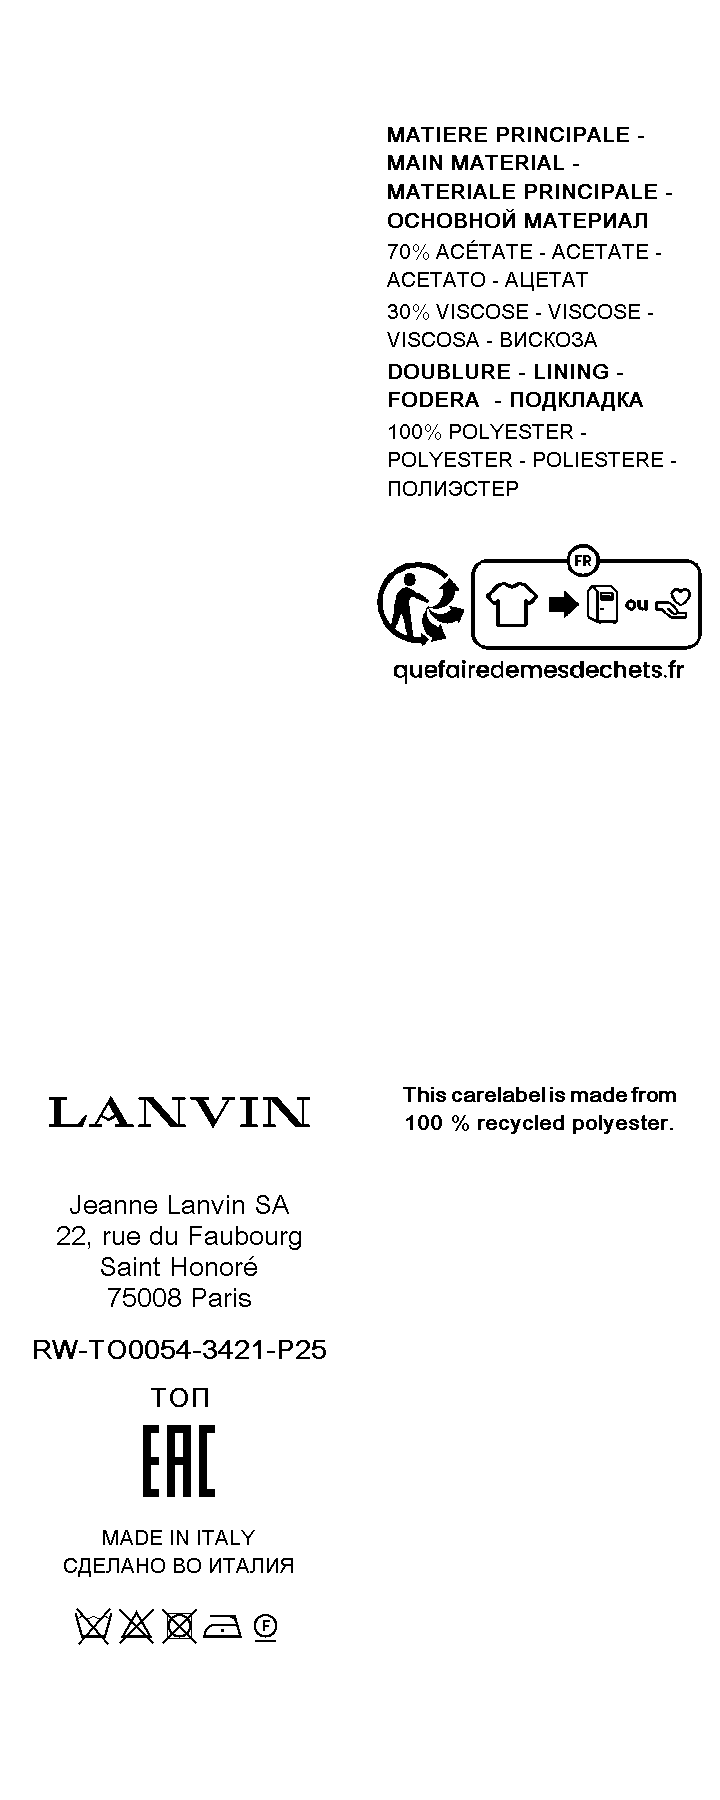 MATIERE PRINCIPALE -
MAIN MATERIAL -
MATERIALE PRINCIPALE -
ОСНОВНОЙ МАТЕРИАЛ
70% ACÉTATE - ACETATE -
ACETATO - АЦЕТАТ
30% VISCOSE - VISCOSE -
VISCOSA - ВИСКОЗА
DOUBLURE - LINING -
FODERA - ПОДКЛАДКА
100% POLYESTER -
POLYESTER - POLIESTERE -
ПОЛИЭСТЕР
FR
ou
quefairedemesdechets.fr
LANVIN
Jeanne Lanvin SA
22, rue du Faubourg
Saint Honoré
75008 Paris
RW-TO0054-3421-P25
ТОП
EAC
MADE IN ITALY
СДЕЛАНО ВО ИТАЛИЯ
F
This carelabel is made from
100 % recycled polyester.